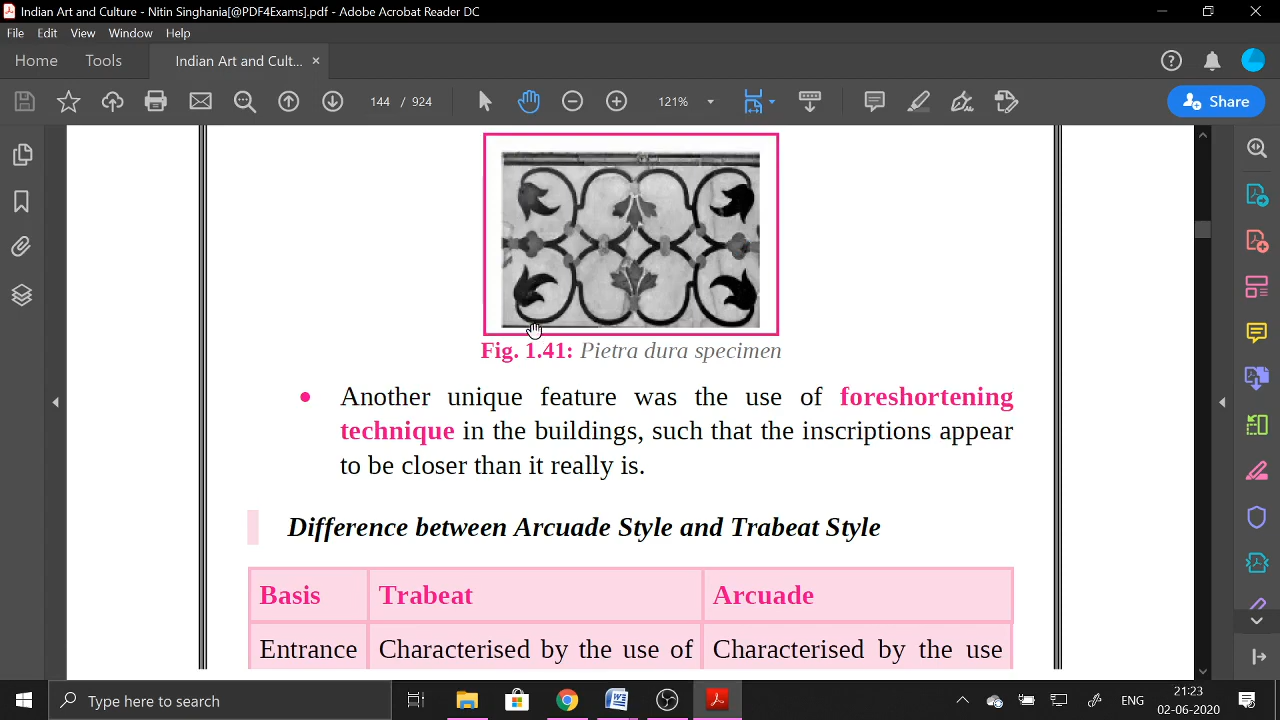 Indian Art and Culture - Nitin Singhania[@PDF4Exams].pdf - Adobe Acrobat Reader DC
File Edit View Window Help
Home Tools Indian Art and Cult... ×
144 / 924 121% Share
Fig. 1.41: Pietra dura specimen
• Another unique feature was the use of foreshortening
technique in the buildings, such that the inscriptions appear
to be closer than it really is.
Difference between Arcuade Style and Trabeat Style
Basis Trabeat Arcuade
Entrance Characterised by the use of Characterised by the use
Type here to search ENG 21:23
02-06-2020